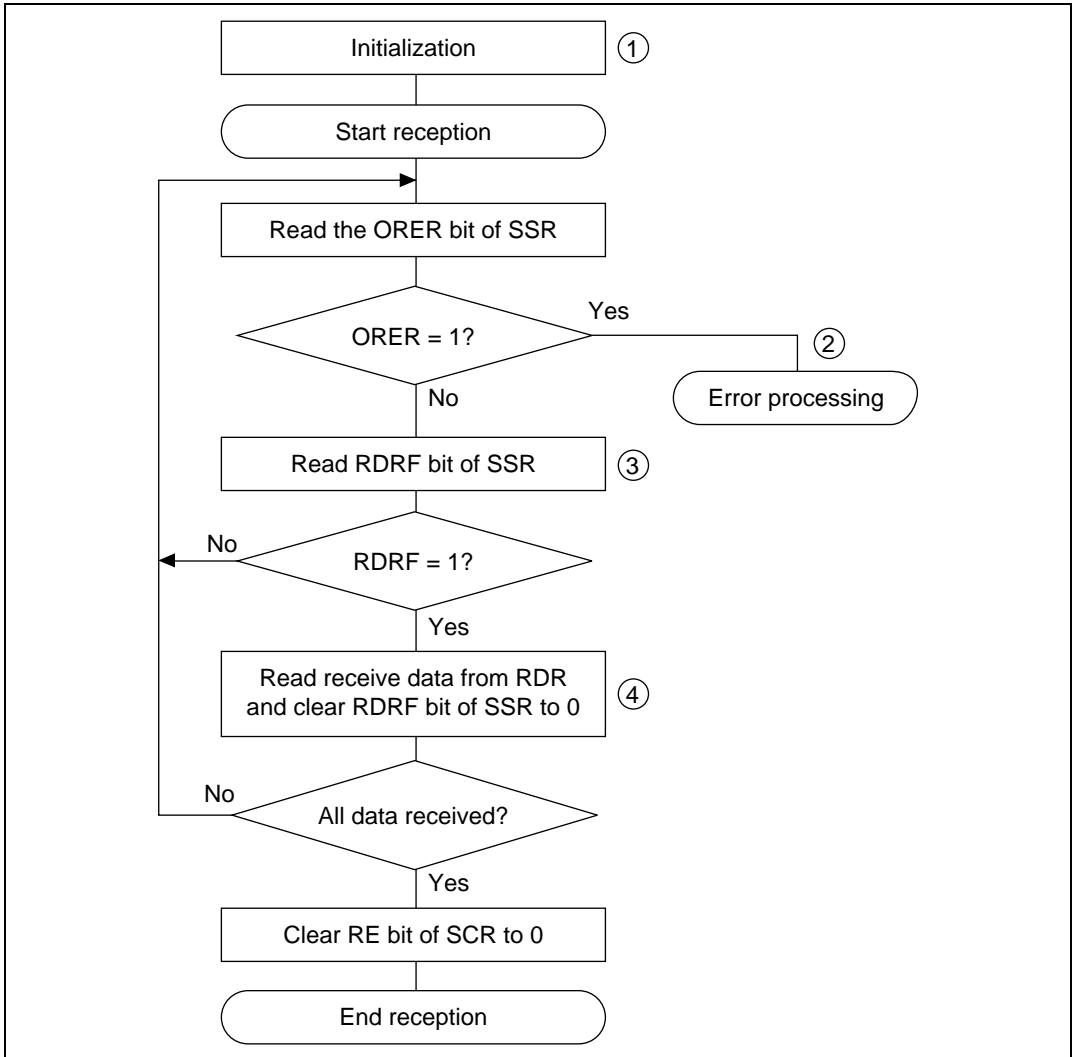 Initialization
①
Start reception
Read the ORER bit of SSR
ORER = 1?
Yes
②
Error processing
No
Read RDRF bit of SSR
③
No
RDRF = 1?
Yes
Read receive data from RDR
and clear RDRF bit of SSR to 0
④
No
All data received?
Yes
Clear RE bit of SCR to 0
End reception